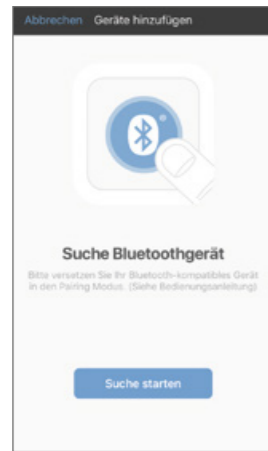 Abbrechen Geräte hinzufügen
Suche Bluetoothgerät
Bitte versetzen Sie Ihr Bluetooth-kompatibles Gerät
in den Pairing Modus. (Siehe Bedienungsanleitung)
Suche starten